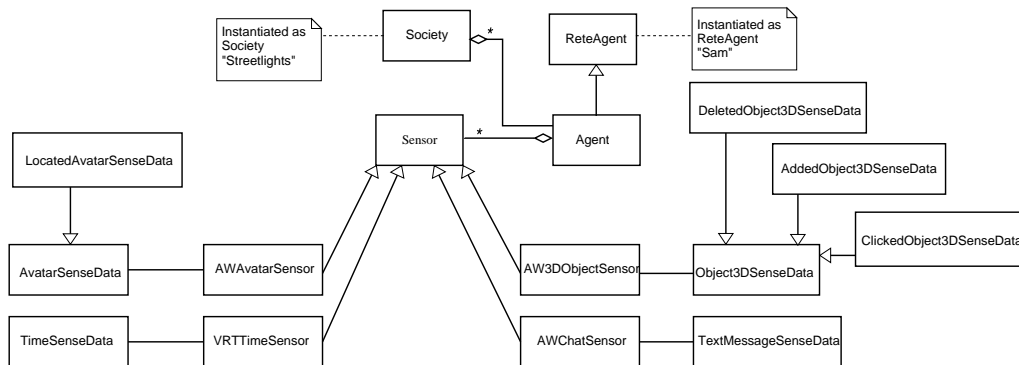 Instantiated as
Society
"Streetlights"
Society
*
ReteAgent
Instantiated as
ReteAgent
"Sam"
Sensor
*
Agent
DeletedObject3DSenseData
LocatedAvatarSenseData
AddedObject3DSenseData
ClickedObject3DSenseData
AvatarSenseData
AWAvatarSensor
AW3DObjectSensor
Object3DSenseData
TimeSenseData
VRTTimeSensor
AWChatSensor
TextMessageSenseData